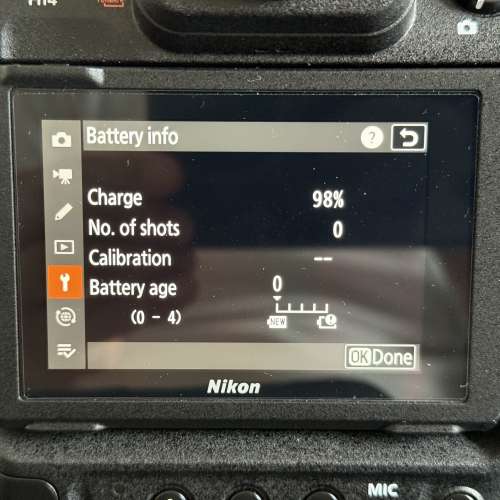 Fn4
Battery info ?
Charge 98%
No. of shots 0
Calibration --
Battery age 0
(0 - 4) NEW
OK Done
Nikon
MIC